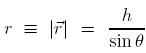 r ≡ |r⃗| = h / sin θ